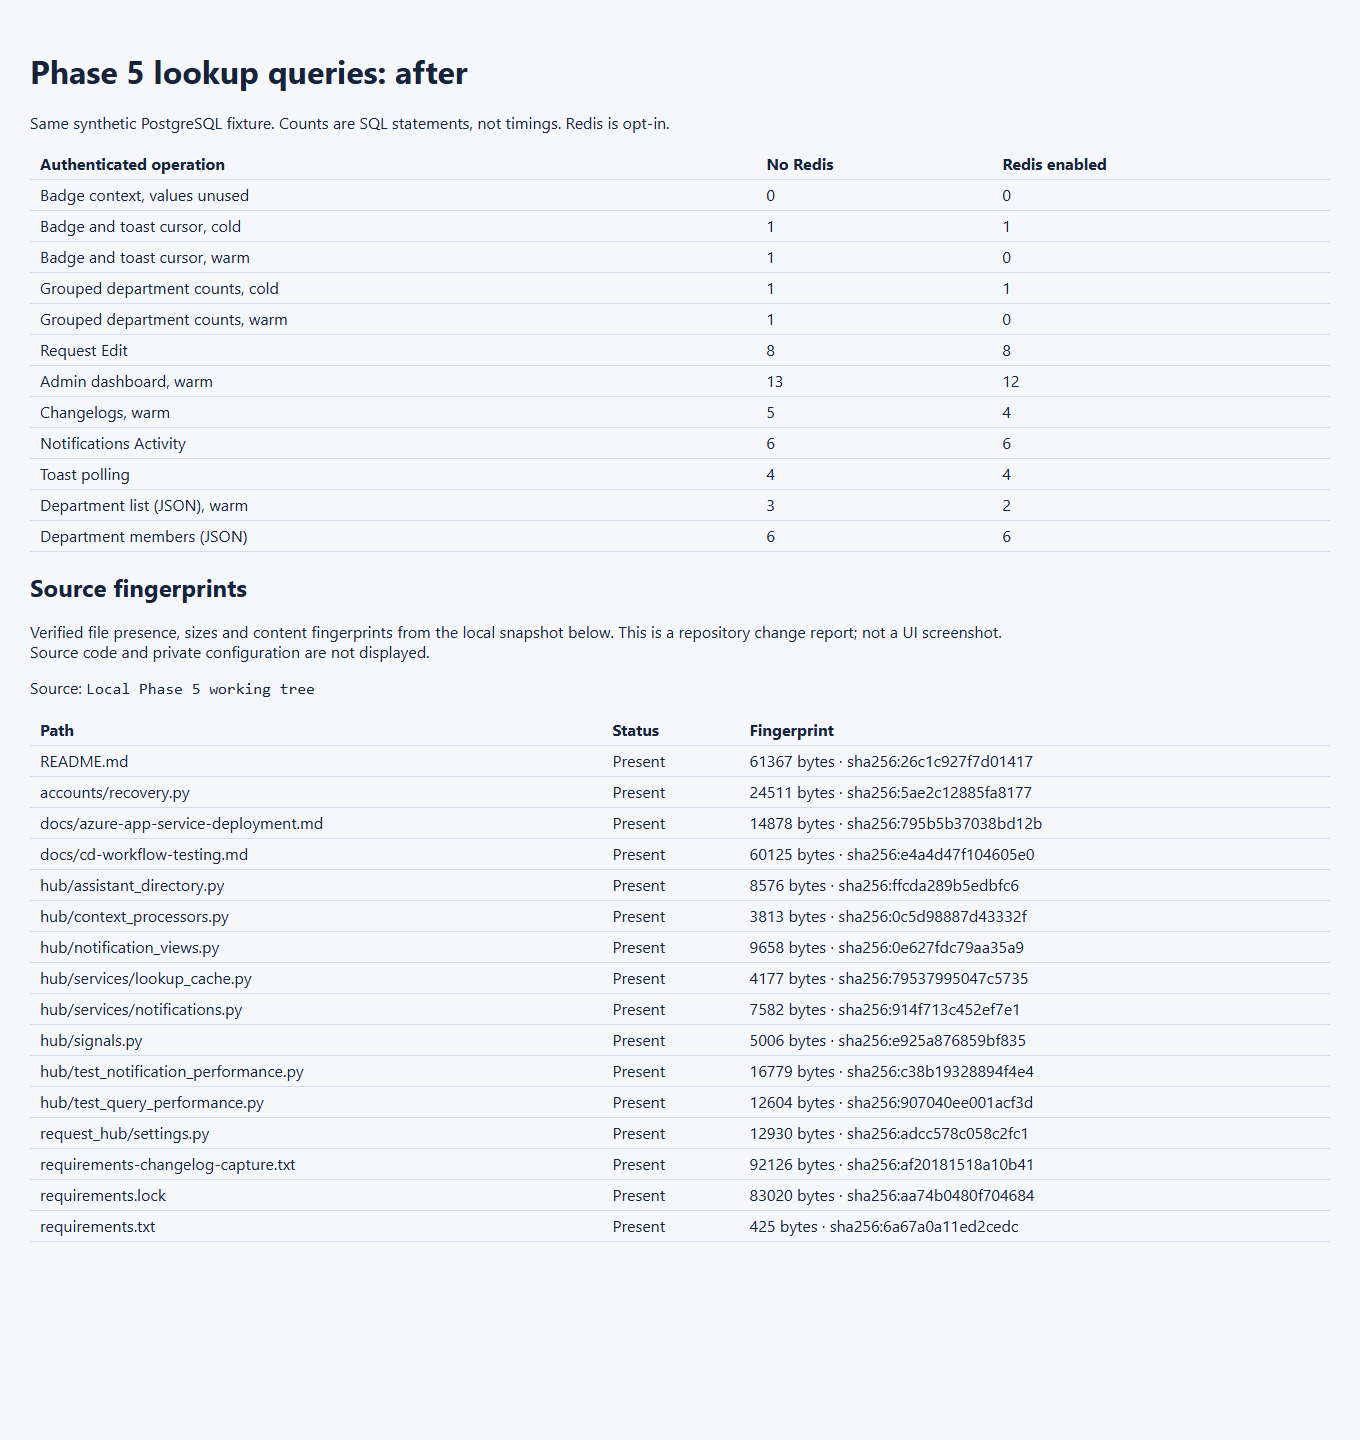 Phase 5 lookup queries: after
Same synthetic PostgreSQL fixture. Counts are SQL statements, not timings. Redis is opt-in.
Authenticated operation No Redis Redis enabled
Badge context, values unused 0 0
Badge and toast cursor, cold 1 1
Badge and toast cursor, warm 1 0
Grouped department counts, cold 1 1
Grouped department counts, warm 1 0
Request Edit 8 8
Admin dashboard, warm 13 12
Changelogs, warm 5 4
Notifications Activity 6 6
Toast polling 4 4
Department list (JSON), warm 3 2
Department members (JSON) 6 6
Source fingerprints
Verified file presence, sizes and content fingerprints from the local snapshot below. This is a repository change report; not a UI screenshot.
Source code and private configuration are not displayed.
Source: Local Phase 5 working tree
Path Status Fingerprint
README.md Present 61367 bytes · sha256:26c1c927f7d01417
accounts/recovery.py Present 24511 bytes · sha256:5ae2c12885fa8177
docs/azure-app-service-deployment.md Present 14878 bytes · sha256:795b5b37038bd12b
docs/cd-workflow-testing.md Present 60125 bytes · sha256:e4a4d47f104605e0
hub/assistant_directory.py Present 8576 bytes · sha256:ffcda289b5edbfc6
hub/context_processors.py Present 3813 bytes · sha256:0c5d98887d43332f
hub/notification_views.py Present 9658 bytes · sha256:0e627fdc79aa35a9
hub/services/lookup_cache.py Present 4177 bytes · sha256:79537995047c5735
hub/services/notifications.py Present 7582 bytes · sha256:914f713c452ef7e1
hub/signals.py Present 5006 bytes · sha256:e925a876859bf835
hub/test_notification_performance.py Present 16779 bytes · sha256:c38b19328894f4e4
hub/test_query_performance.py Present 12604 bytes · sha256:907040ee001acf3d
request_hub/settings.py Present 12930 bytes · sha256:adcc578c058c2fc1
requirements-changelog-capture.txt Present 92126 bytes · sha256:af20181518a10b41
requirements.lock Present 83020 bytes · sha256:aa74b0480f704684
requirements.txt Present 425 bytes · sha256:6a67a0a11ed2cedc